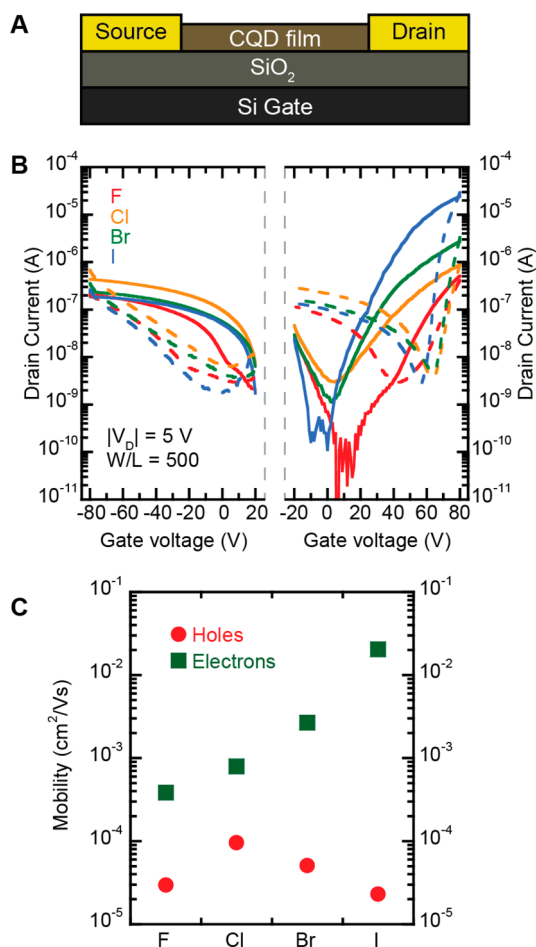 A
Source CQD film Drain
SiO₂
Si Gate
B
10⁻⁴ 10⁻⁴
F
Cl
Br
I
10⁻⁵ 10⁻⁵
10⁻⁶ 10⁻⁶
10⁻⁷ 10⁻⁷
10⁻⁸ 10⁻⁸
10⁻⁹ 10⁻⁹
10⁻¹⁰ 10⁻¹⁰
10⁻¹¹ 10⁻¹¹
Drain Current (A)
Drain Current (A)
|V_D| = 5 V
W/L = 500
-80 -60 -40 -20 0 20 -20 0 20 40 60 80
Gate voltage (V) Gate voltage (V)
C
10⁻¹ 10⁻¹
Holes
Electrons
10⁻² 10⁻²
10⁻³ 10⁻³
10⁻⁴ 10⁻⁴
10⁻⁵ 10⁻⁵
Mobility (cm²/Vs)
F Cl Br I